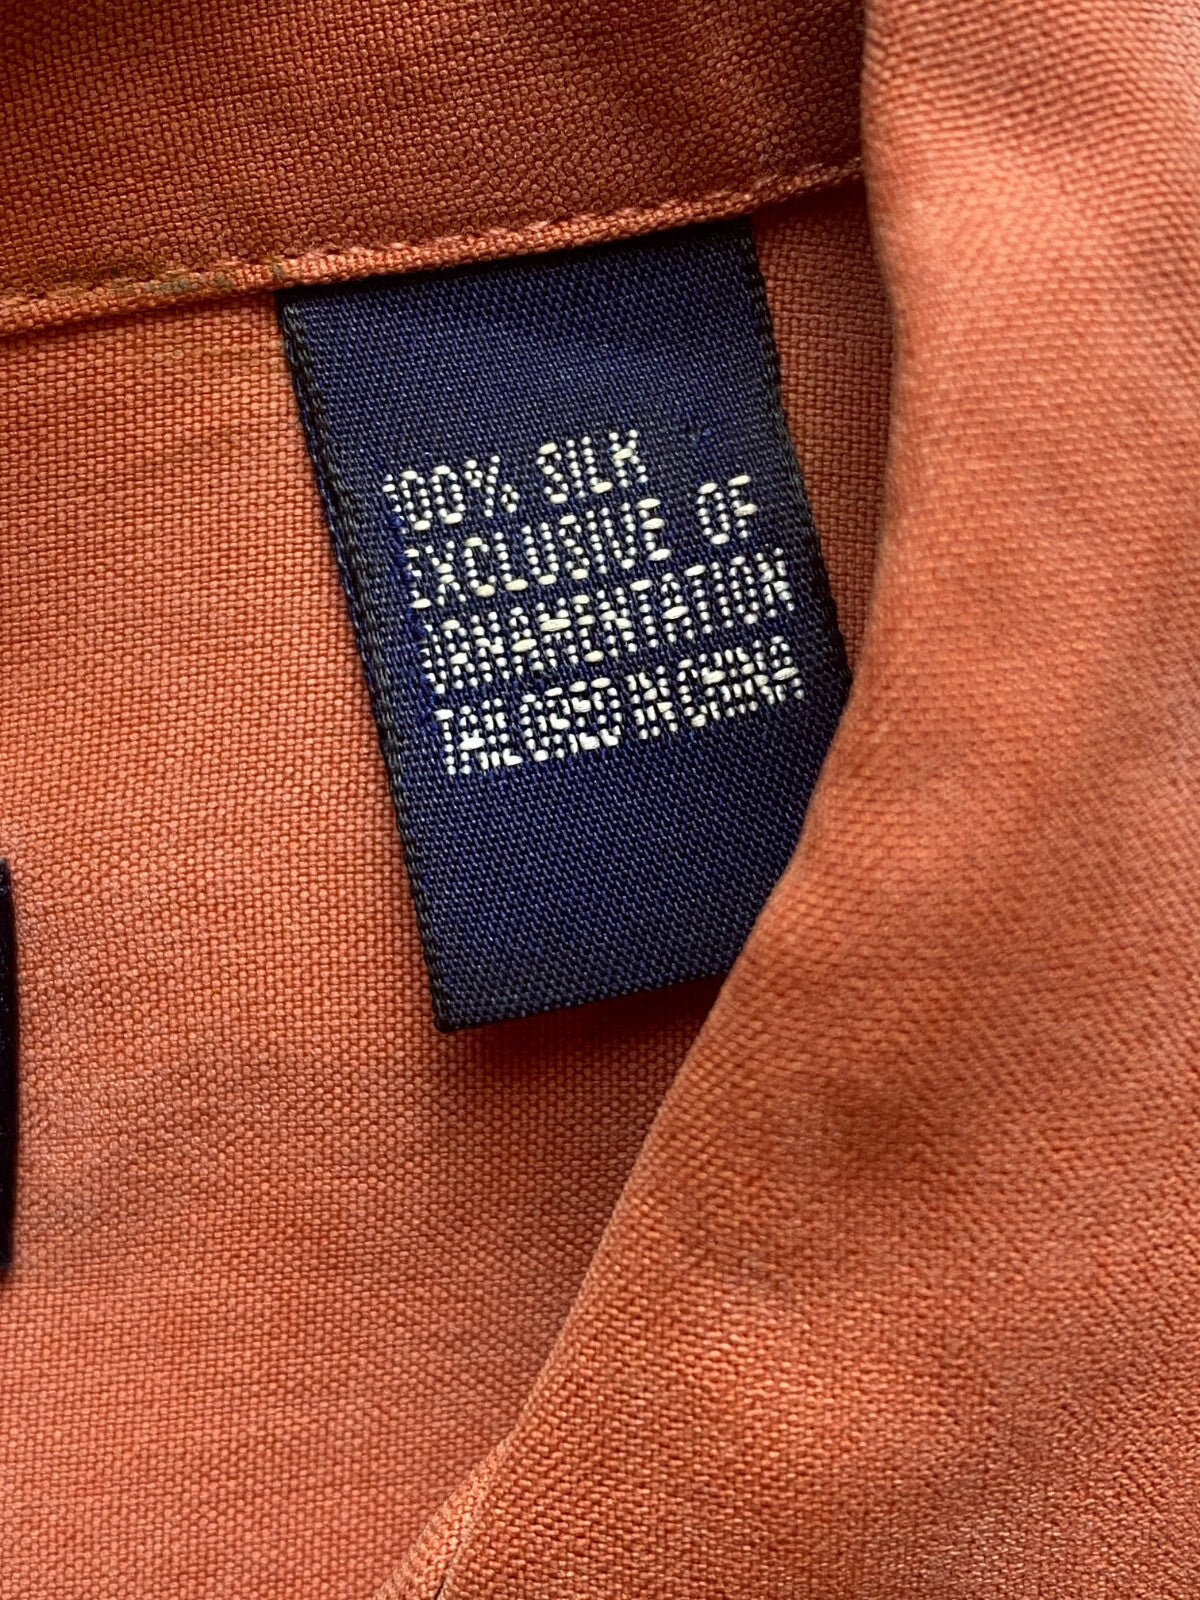 100% SILK
EXCLUSIVE OF
ORNAMENTATION
TAILORED IN CHINA